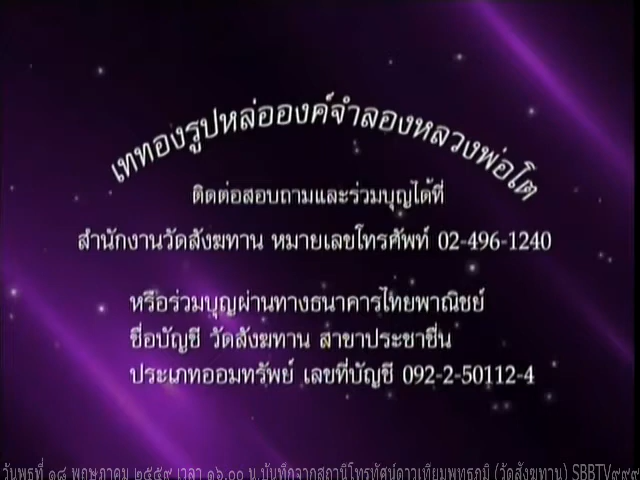 เททองรูปหล่อองค์จำลองหลวงพ่อโต
ติดต่อสอบถามและร่วมบุญได้ที่
สำนักงานวัดสังฆทาน หมายเลขโทรศัพท์ 02-496-1240
หรือร่วมบุญผ่านทางธนาคารไทยพาณิชย์
ชื่อบัญชี วัดสังฆทาน สาขาประชาชื่น
ประเภทออมทรัพย์ เลขที่บัญชี 092-2-50112-4
วันพุธที่ ๑๘ พฤษภาคม ๒๕๕๙ เวลา ๑๖.๐๐ น.บันทึกจากสถานีโทรทัศน์ดาวเทียมพุทธภูมิ (วัดสังฆทาน) SBBTV๙๙๙